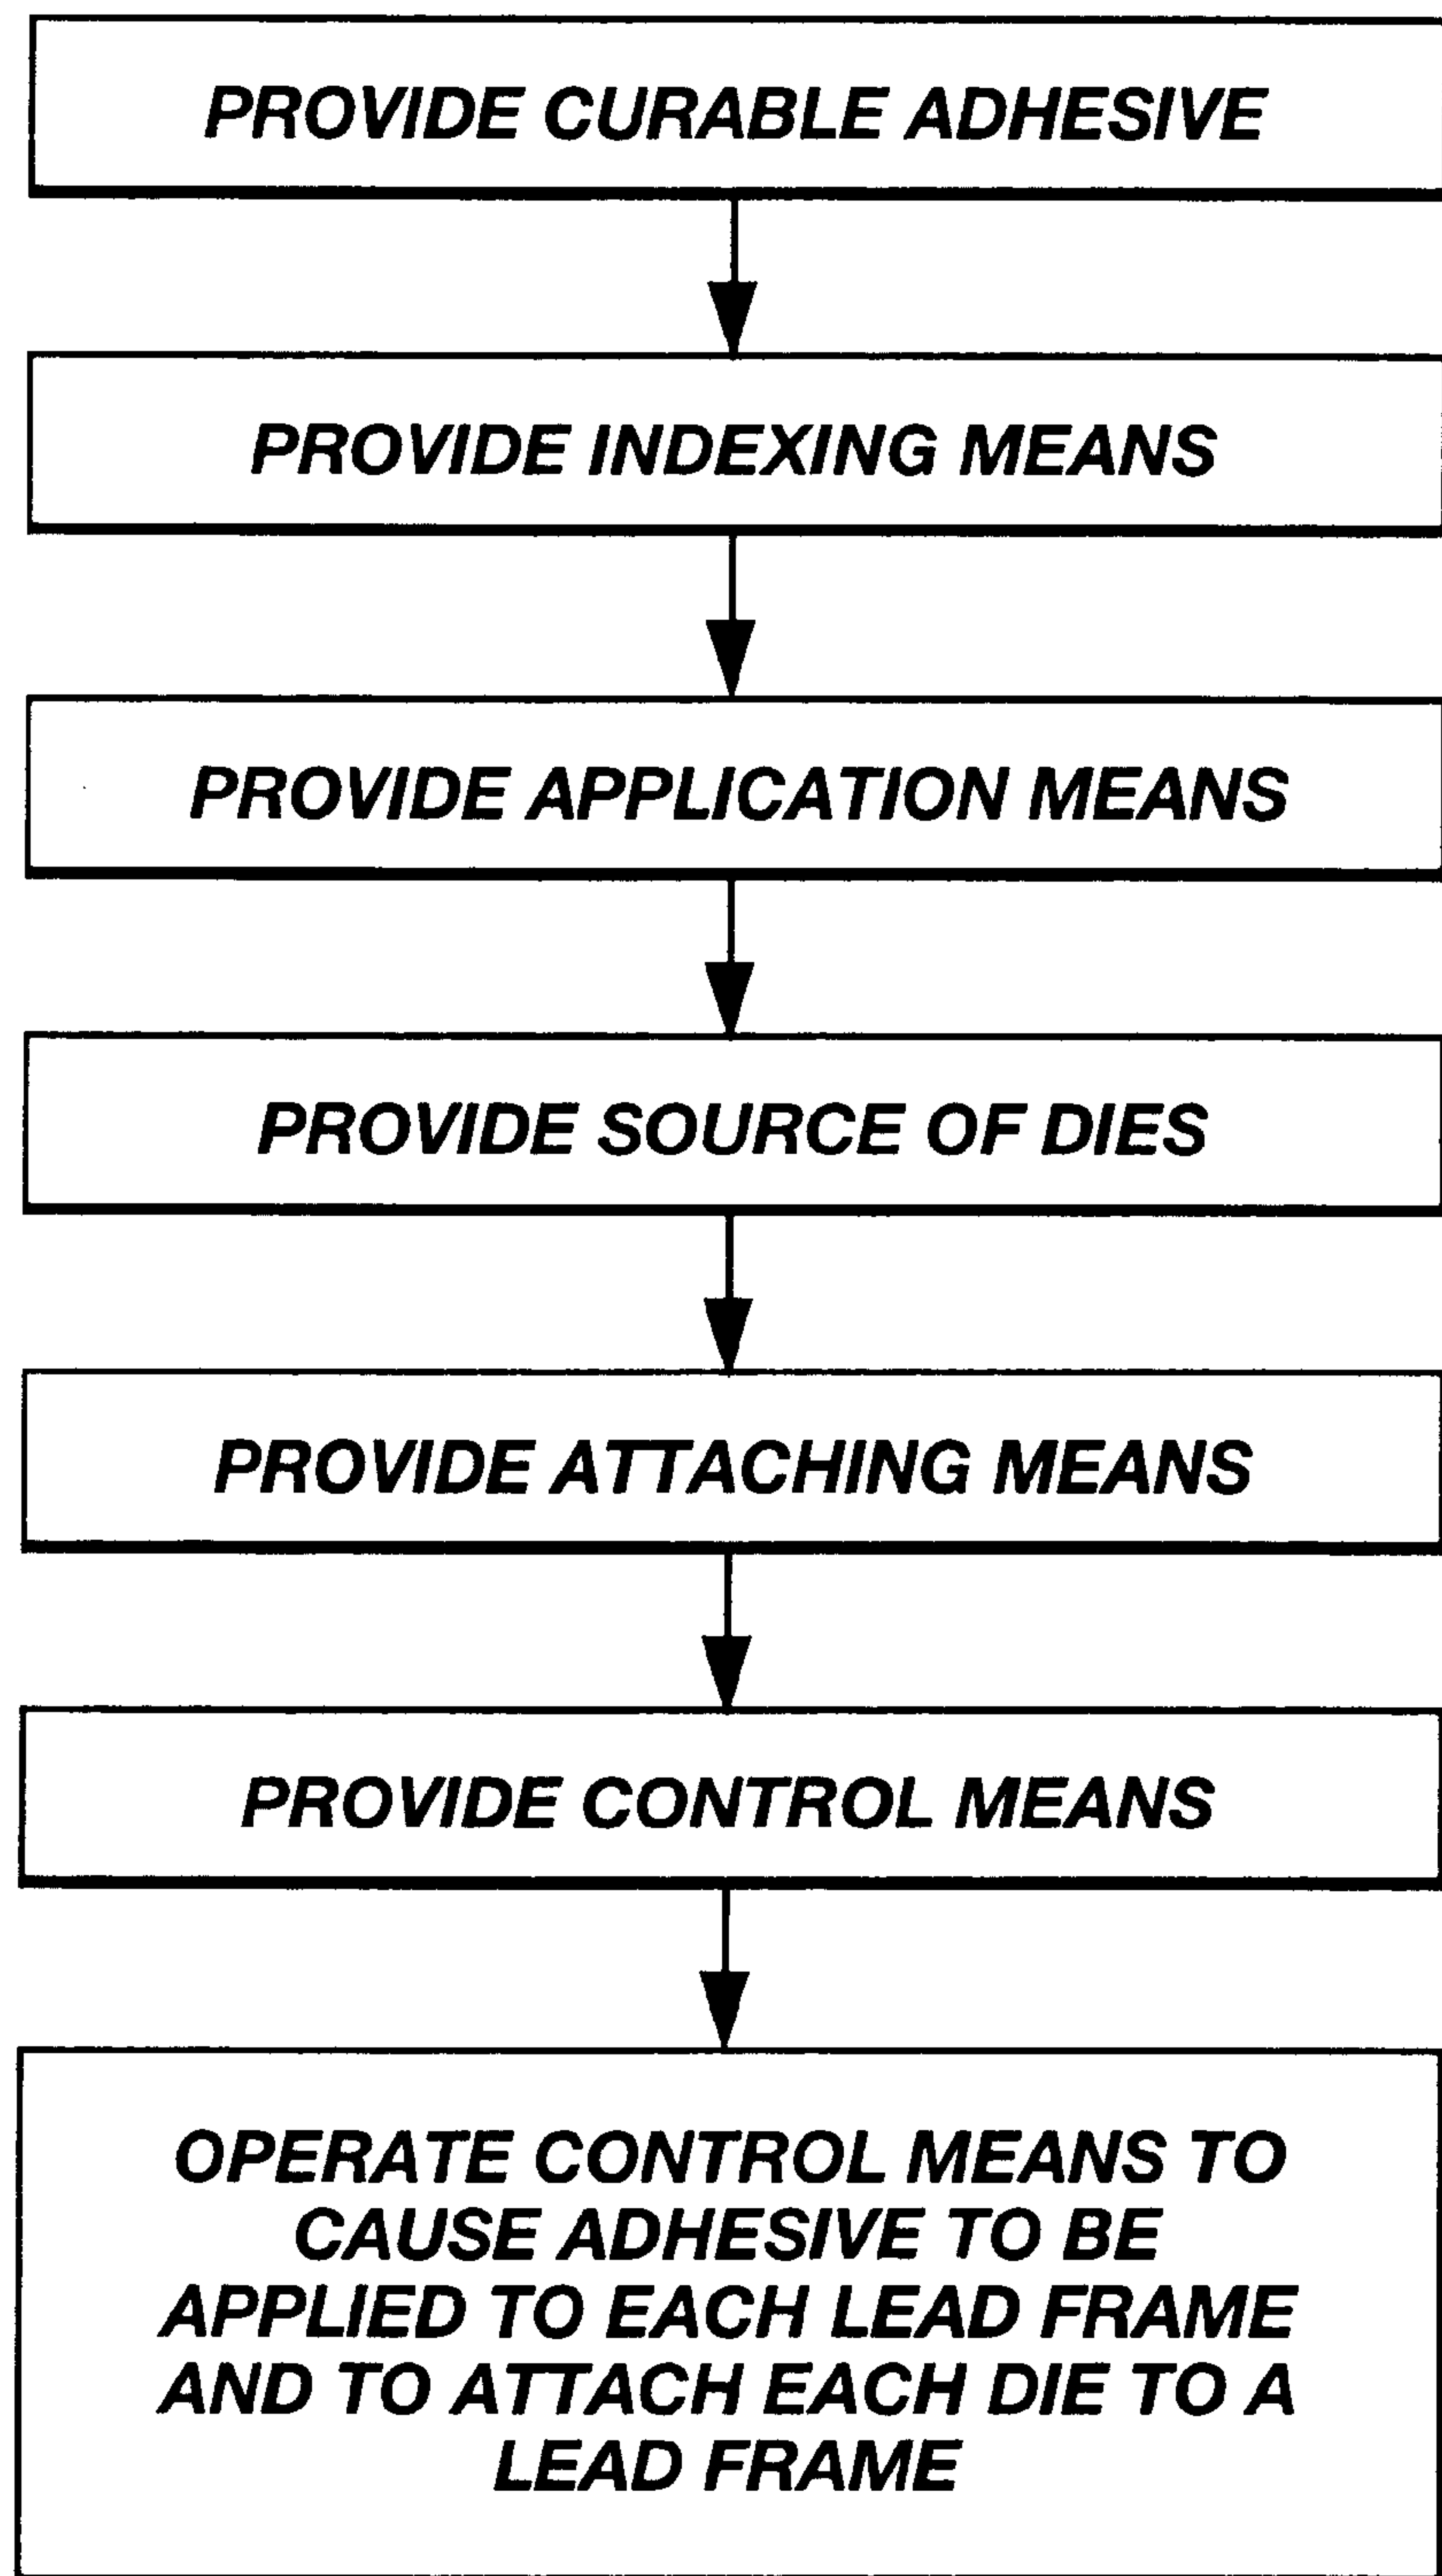 PROVIDE CURABLE ADHESIVE
PROVIDE INDEXING MEANS
PROVIDE APPLICATION MEANS
PROVIDE SOURCE OF DIES
PROVIDE ATTACHING MEANS
PROVIDE CONTROL MEANS
OPERATE CONTROL MEANS TO
CAUSE ADHESIVE TO BE
APPLIED TO EACH LEAD FRAME
AND TO ATTACH EACH DIE TO A
LEAD FRAME